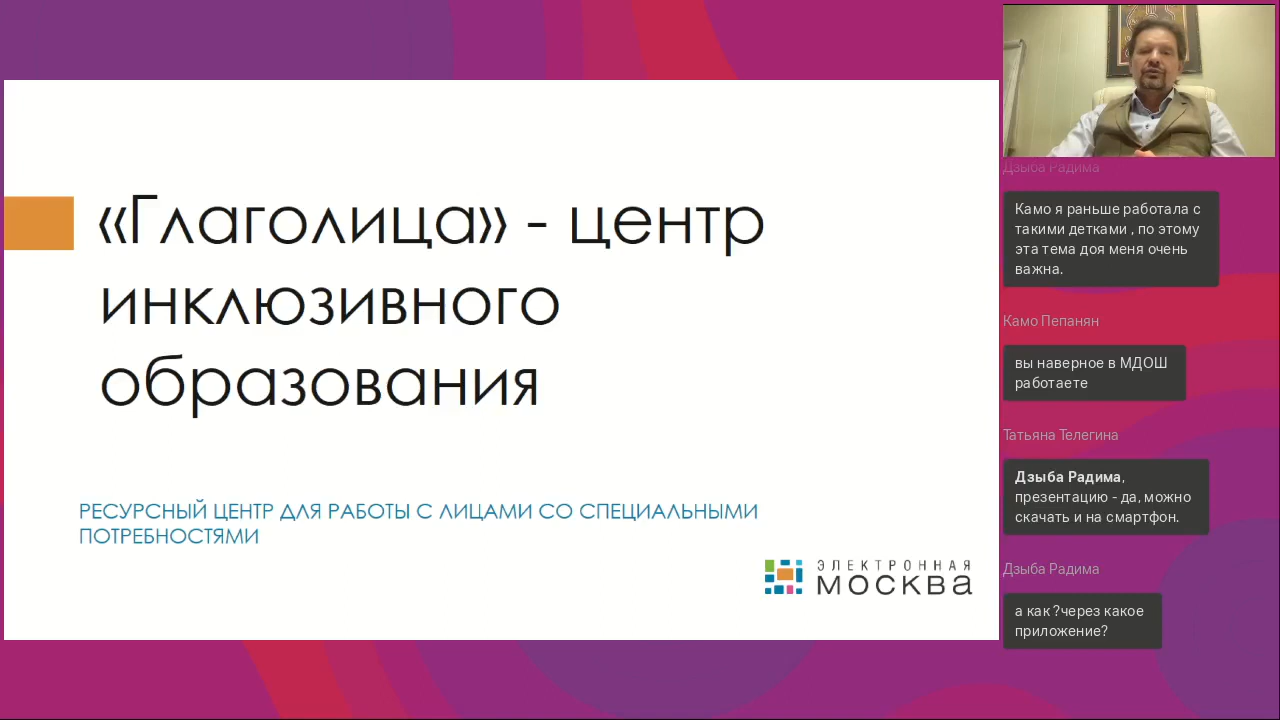 «Глаголица» - центр
инклюзивного
образования
РЕСУРСНЫЙ ЦЕНТР ДЛЯ РАБОТЫ С ЛИЦАМИ СО СПЕЦИАЛЬНЫМИ
ПОТРЕБНОСТЯМИ
ЭЛЕКТРОННАЯ
МОСКВА
Дзыба Радима
Камо я раньше работала с
такими детками , по этому
эта тема доя меня очень
важна.
Камо Пепанян
вы наверное в МДОШ
работаете
Татьяна Телегина
Дзыба Радима,
презентацию - да, можно
скачать и на смартфон.
Дзыба Радима
а как ?через какое
приложение?